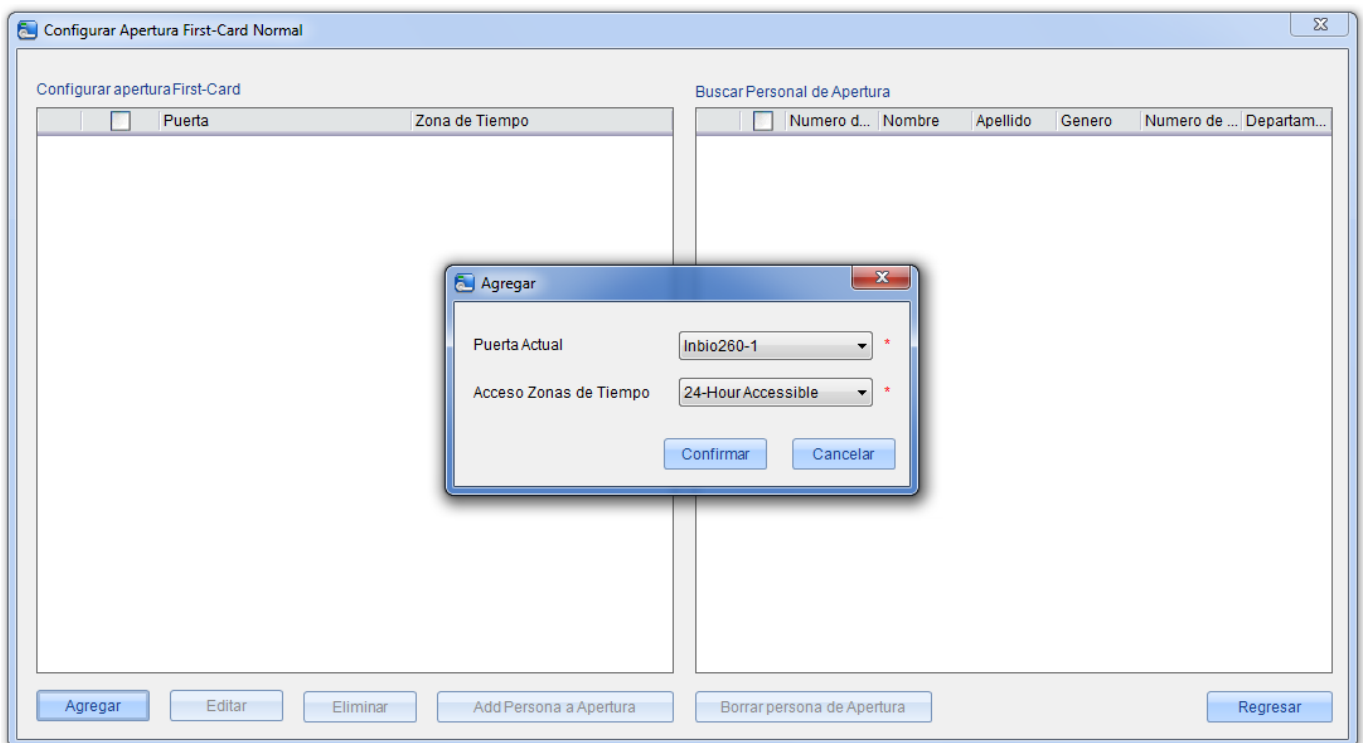 Configurar Apertura First-Card Normal
Configurar apertura First-Card
Buscar Personal de Apertura
Puerta Zona de Tiempo
Numero d... Nombre Apellido Genero Numero de ... Departam...
Agregar
Puerta Actual Inbio260-1 *
Acceso Zonas de Tiempo 24-Hour Accessible *
Confirmar Cancelar
Agregar Editar Eliminar Add Persona a Apertura Borrar persona de Apertura Regresar